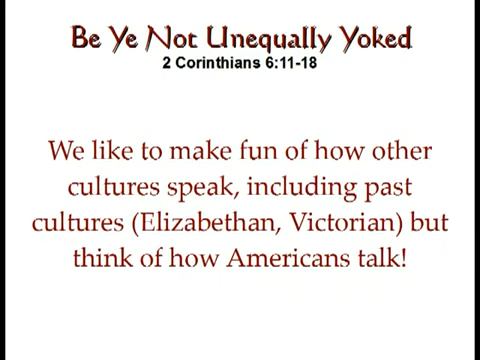 Be Ye Not Unequally Yoked
2 Corinthians 6:11-18
We like to make fun of how other
cultures speak, including past
cultures (Elizabethan, Victorian) but
think of how Americans talk!